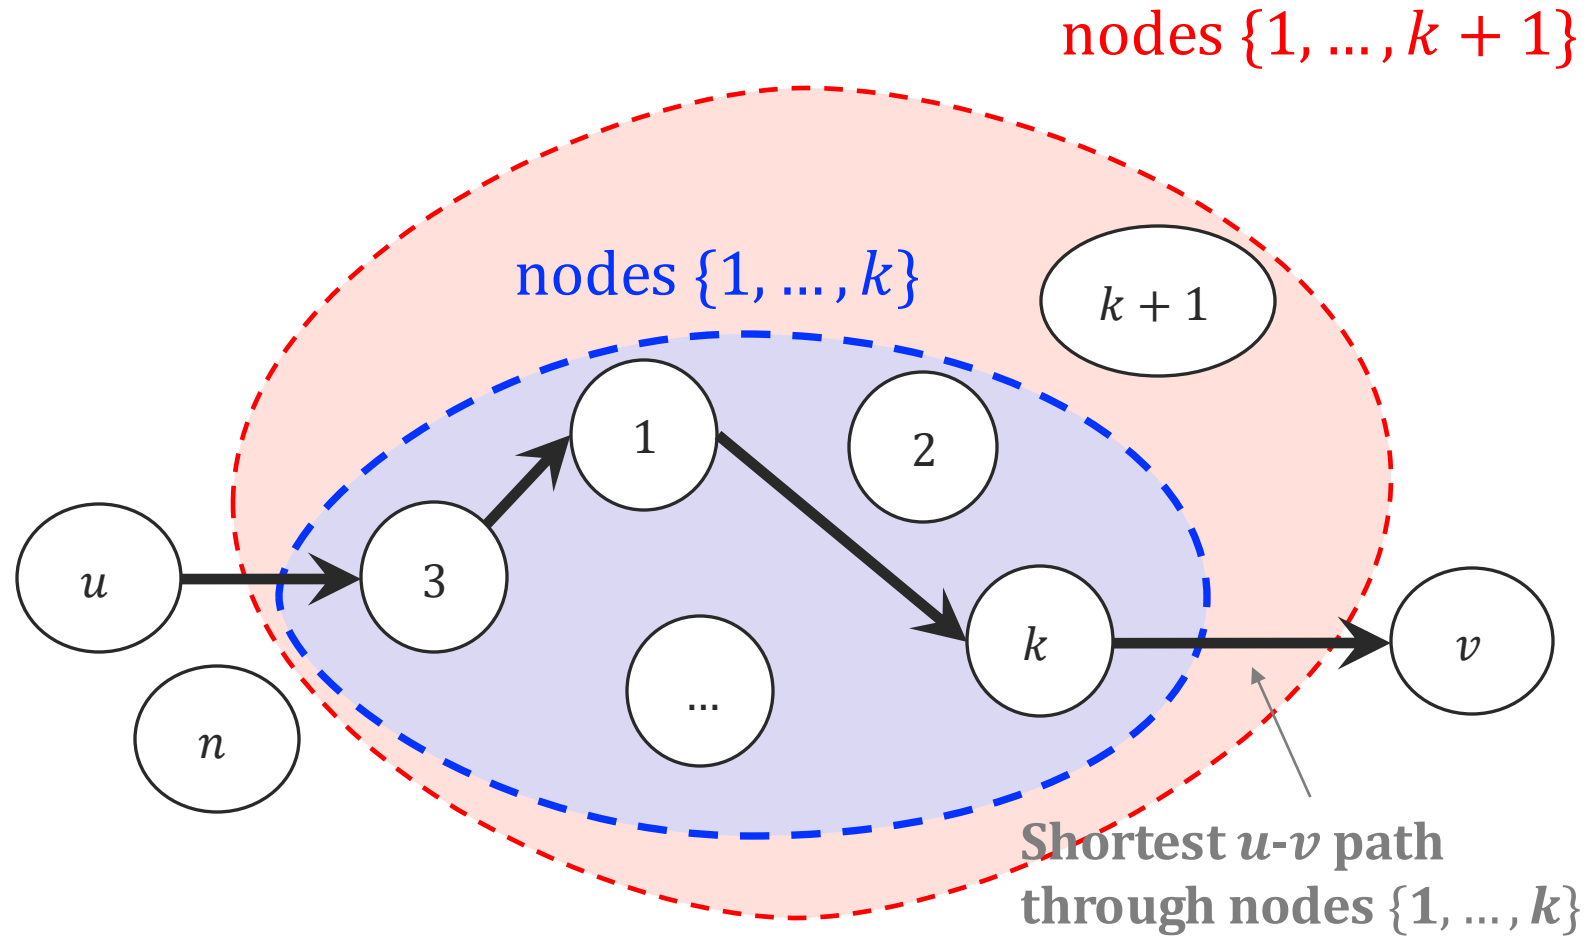 nodes {1, ... , k + 1}
nodes {1, ... , k}
k + 1
1
2
3
u
k
v
...
n
Shortest u-v path
through nodes {1, ... , k}